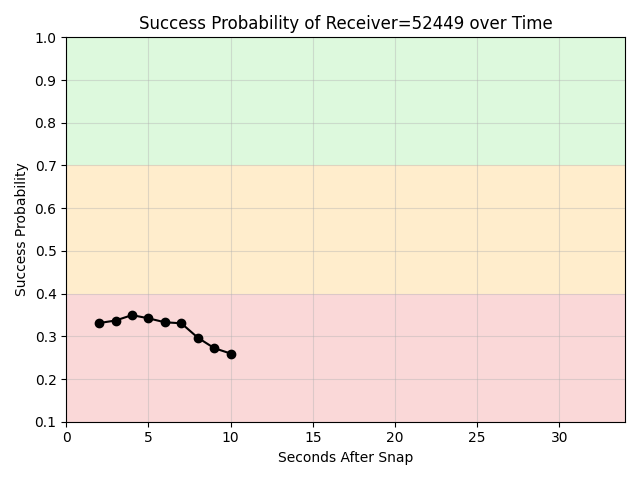 Success Probability of Receiver=52449 over Time
1.0
0.9
0.8
0.7
0.6
0.5
0.4
0.3
0.2
0.1
Success Probability
0 5 10 15 20 25 30
Seconds After Snap